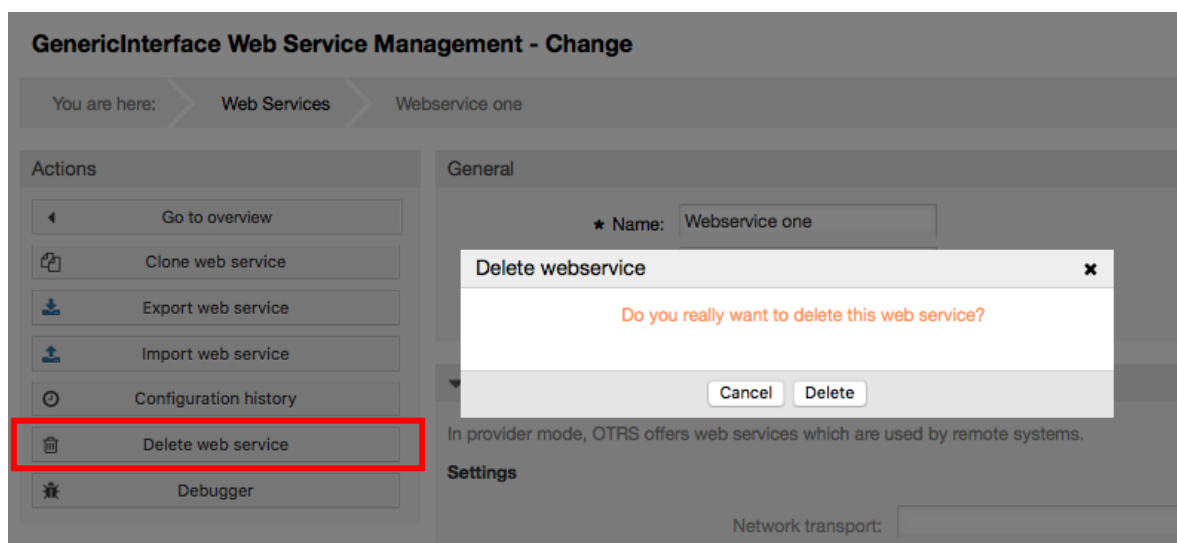 GenericInterface Web Service Management - Change
You are here: Web Services Webservice one
Actions
Go to overview
Clone web service
Export web service
Import web service
Configuration history
Delete web service
Debugger
General
★ Name: Webservice one
Delete webservice ×
Do you really want to delete this web service?
Cancel Delete
In provider mode, OTRS offers web services which are used by remote systems.
Settings
Network transport: